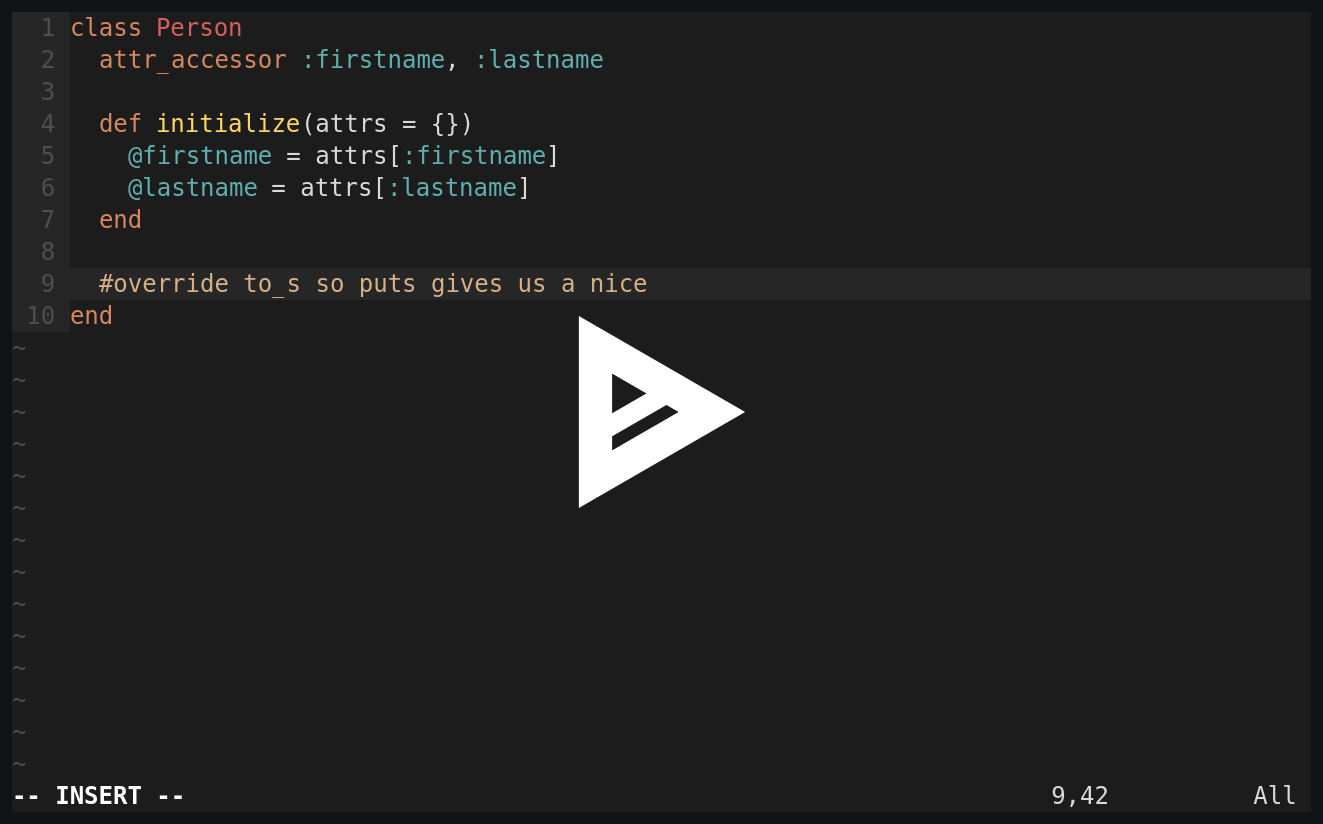 1 class Person
2   attr_accessor :firstname, :lastname
3
4   def initialize(attrs = {})
5     @firstname = attrs[:firstname]
6     @lastname = attrs[:lastname]
7   end
8
9   #override to_s so puts gives us a nice
10 end
~
~
~
~
~
~
~
~
~
~
~
~
~
~
-- INSERT -- 9,42 All